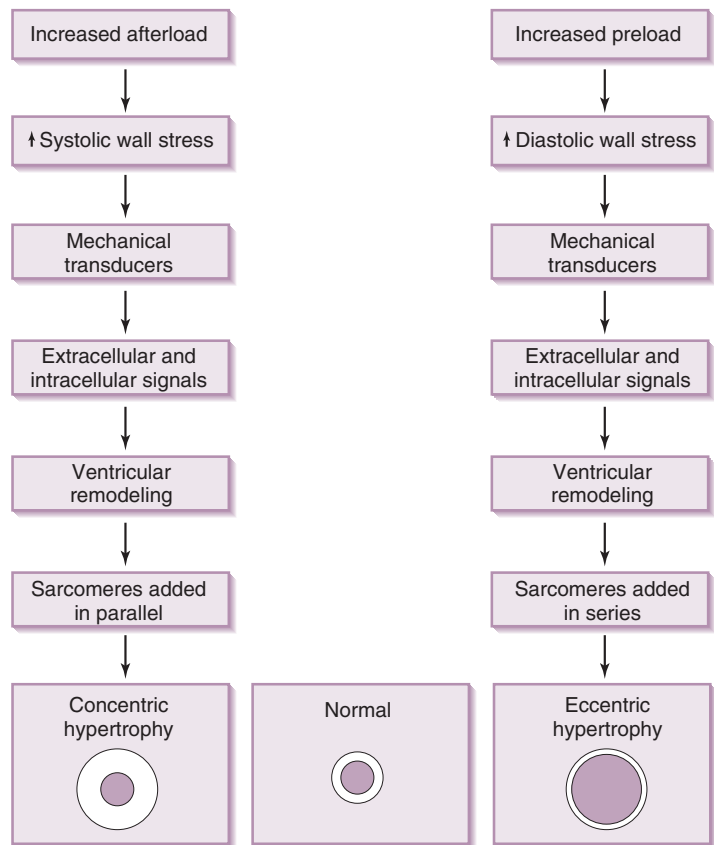 Increased afterload
↑ Systolic wall stress
Mechanical
transducers
Extracellular and
intracellular signals
Ventricular
remodeling
Sarcomeres added
in parallel
Concentric
hypertrophy
Normal
Increased preload
↑ Diastolic wall stress
Mechanical
transducers
Extracellular and
intracellular signals
Ventricular
remodeling
Sarcomeres added
in series
Eccentric
hypertrophy